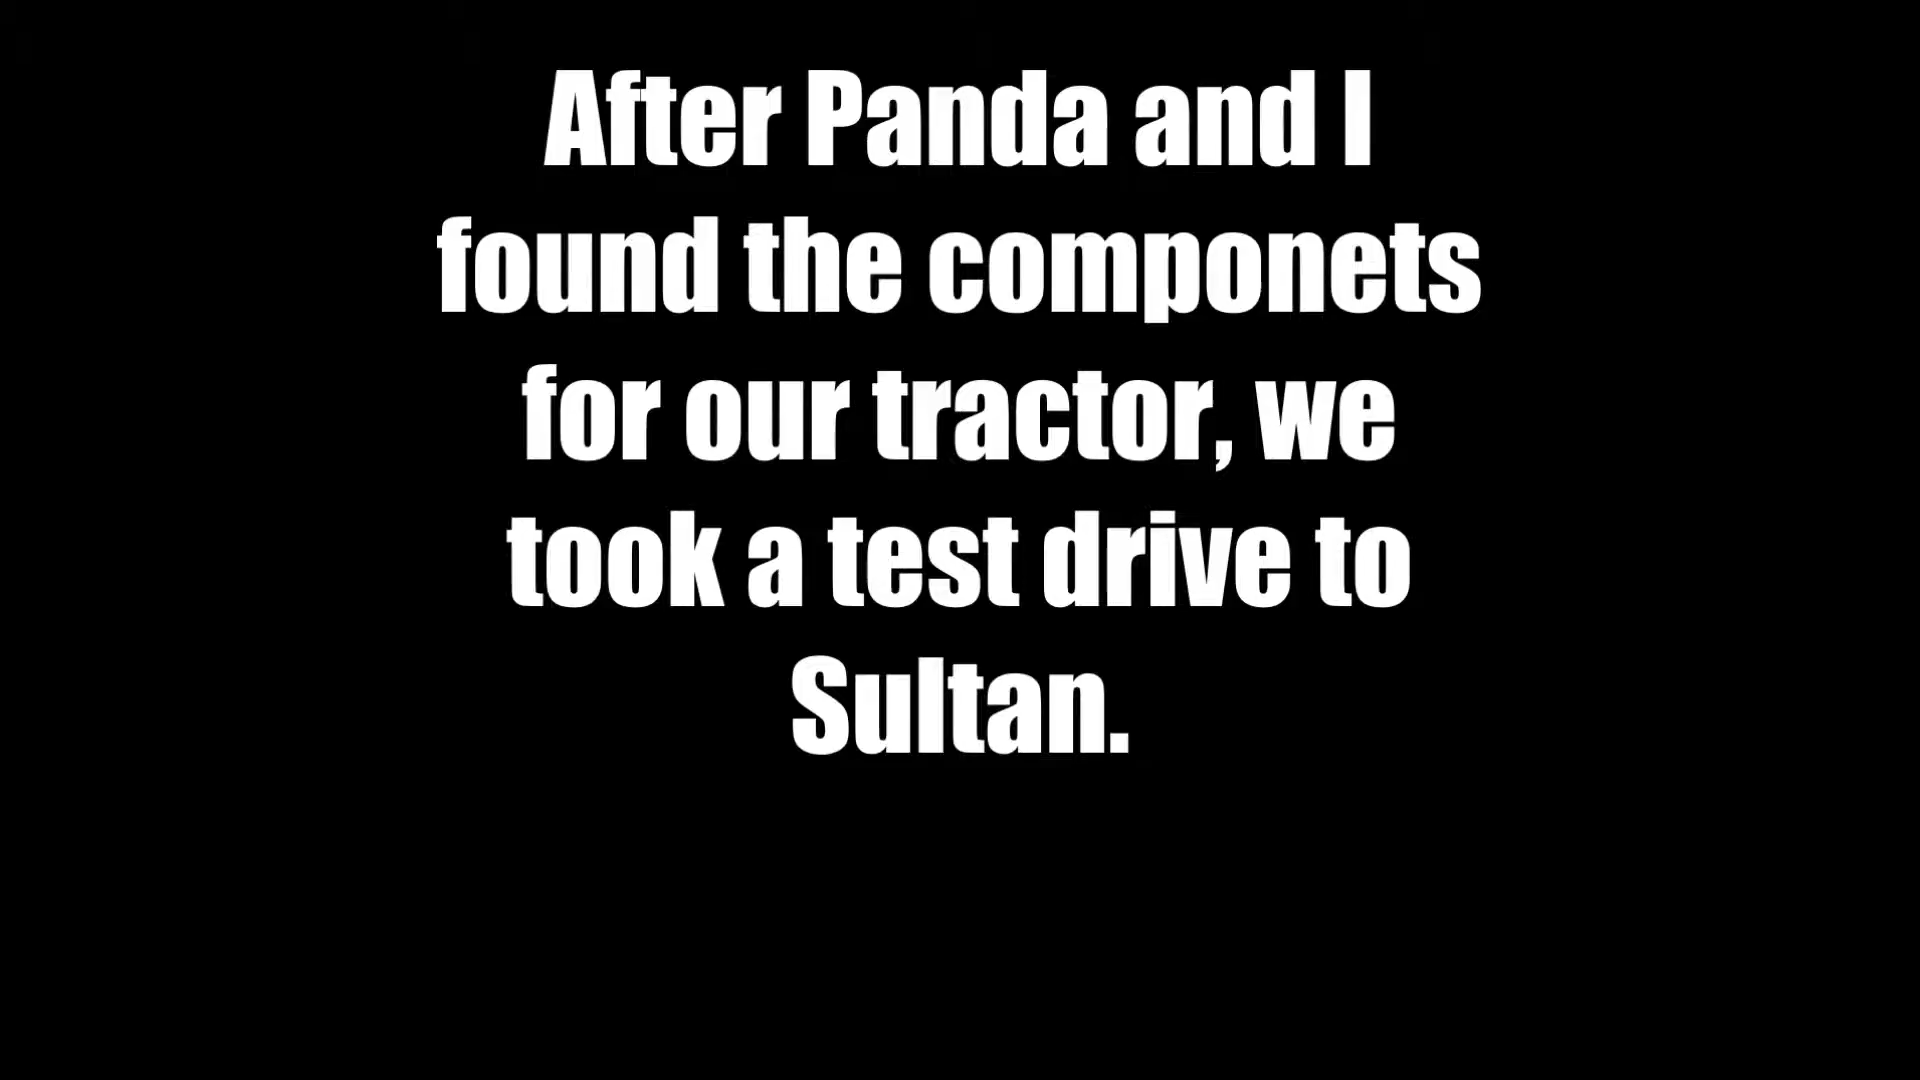 After Panda and I
found the componets
for our tractor, we
took a test drive to
Sultan.